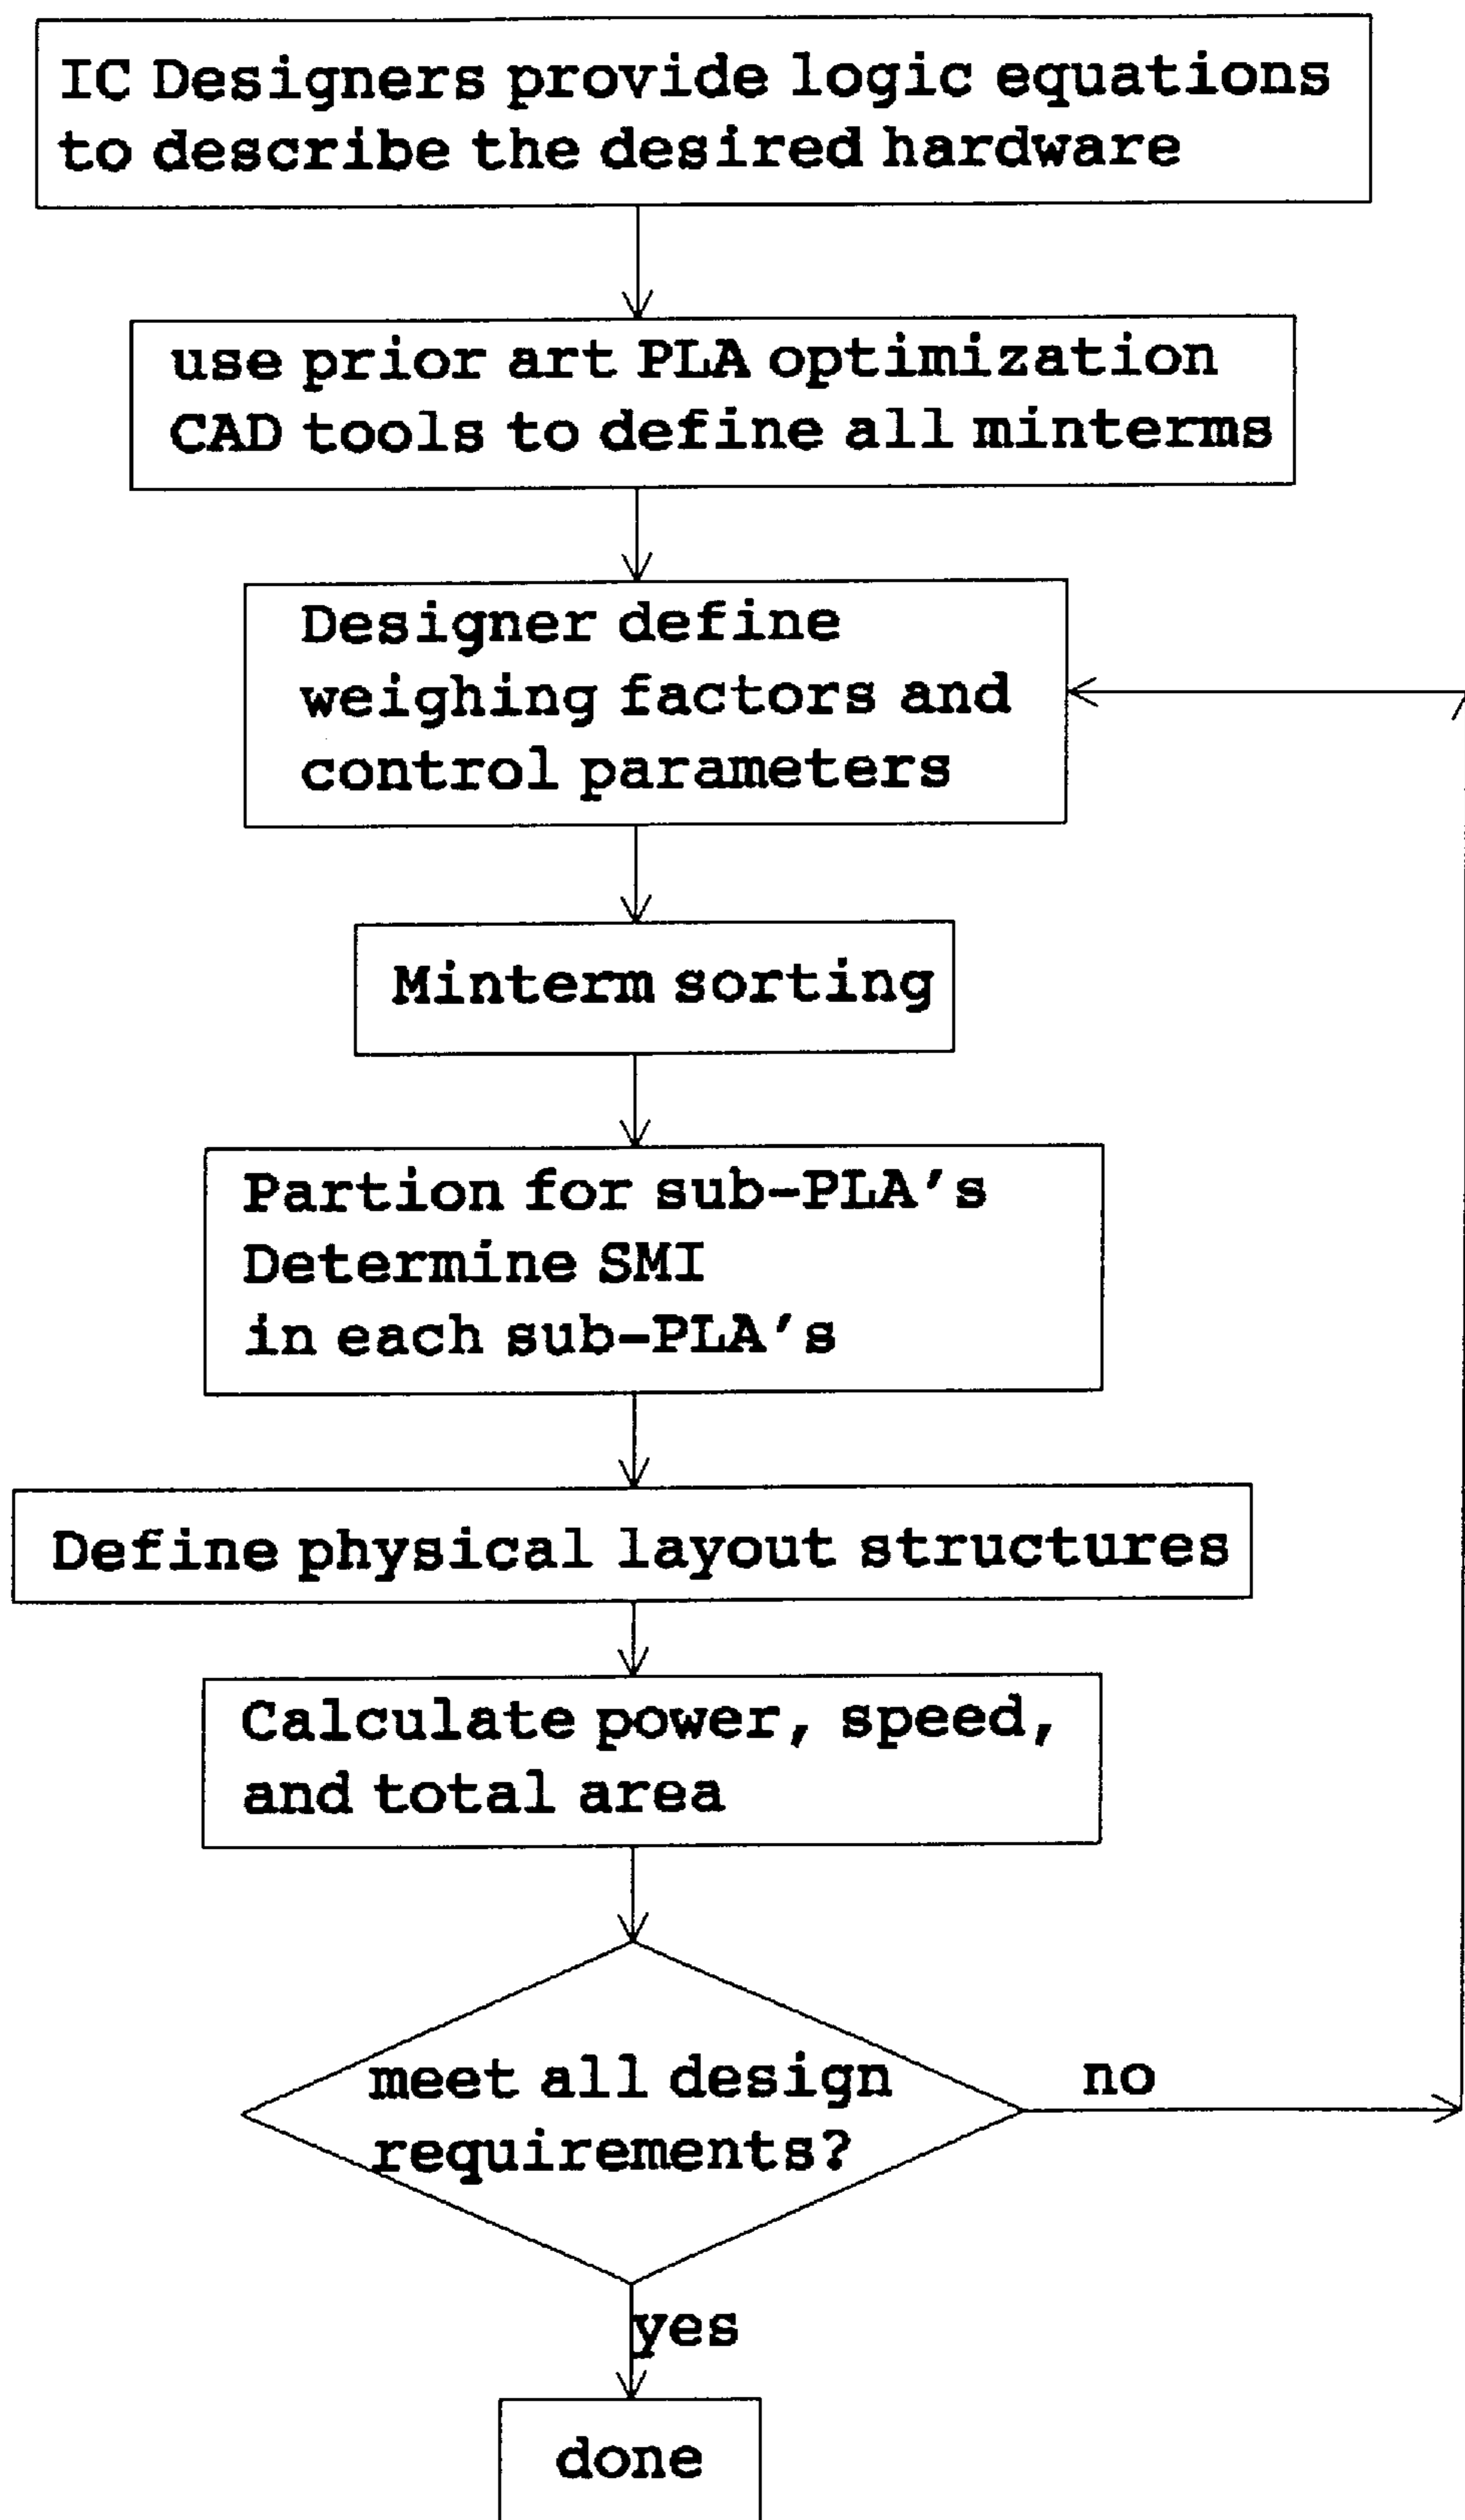 IC Designers provide logic equations
to describe the desired hardware
use prior art PLA optimization
CAD tools to define all minterms
Designer define
weighing factors and
control parameters
Minterm sorting
Partion for sub-PLA's
Determine SMI
in each sub-PLA's
Define physical layout structures
Calculate power, speed,
and total area
meet all design
requirements?
no
yes
done